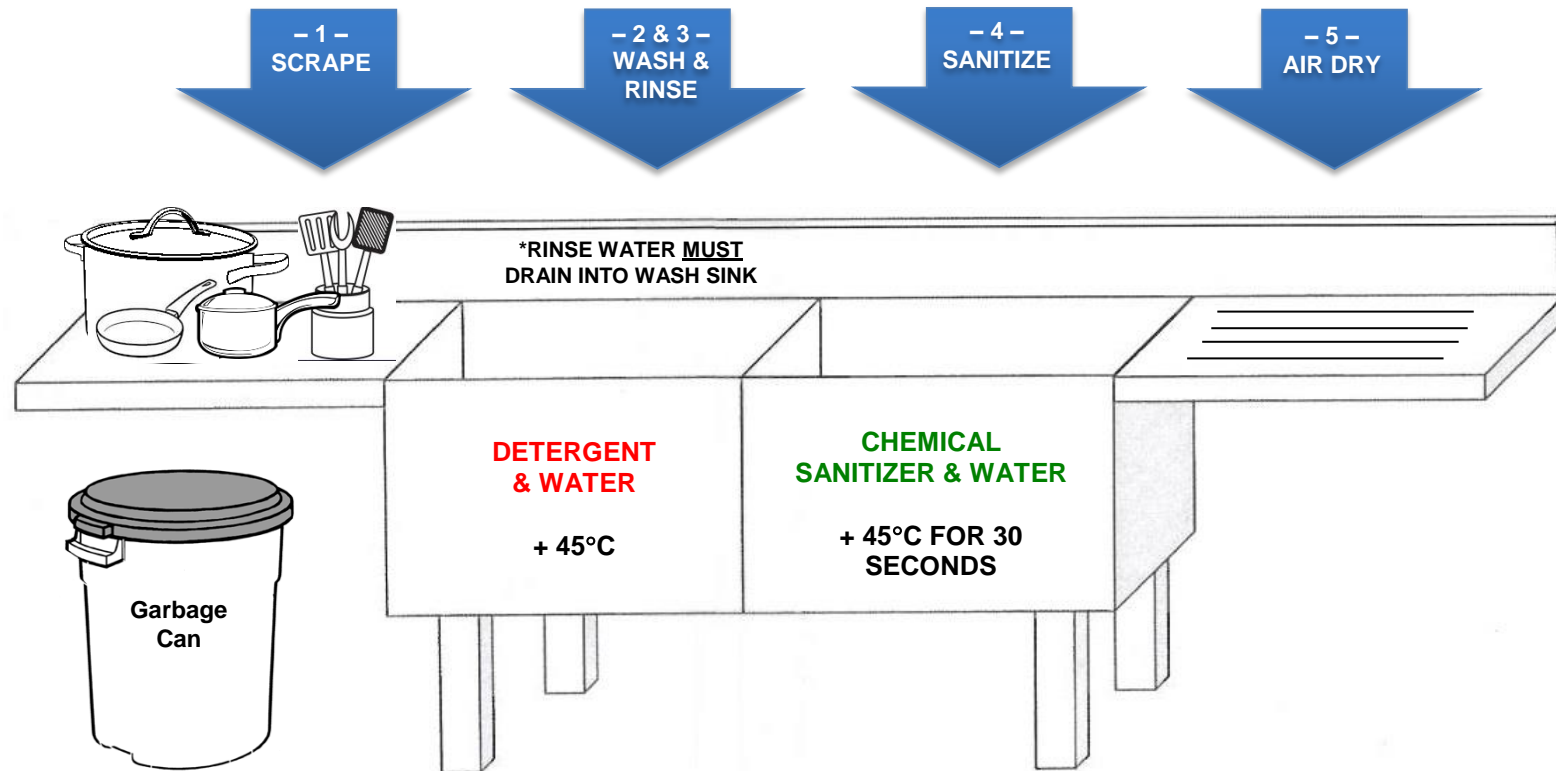 – 1 –
SCRAPE
– 2 & 3 –
WASH &
RINSE
– 4 –
SANITIZE
– 5 –
AIR DRY
*RINSE WATER MUST
DRAIN INTO WASH SINK
DETERGENT
& WATER
+ 45°C
CHEMICAL
SANITIZER & WATER
+ 45°C FOR 30
SECONDS
Garbage
Can